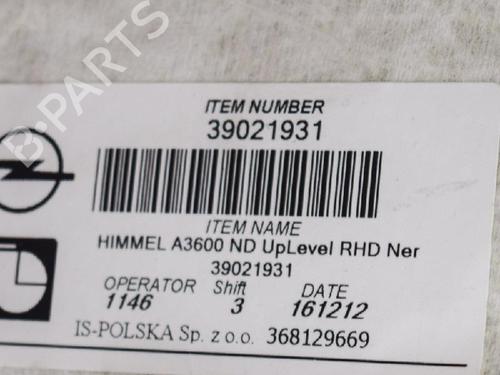 ITEM NUMBER
39021931
ITEM NAME
HIMMEL A3600 ND UpLevel RHD Ner
39021931
OPERATOR Shift DATE
1146 3 161212
IS-POLSKA Sp. z o.o. 368129669
B-PARTS